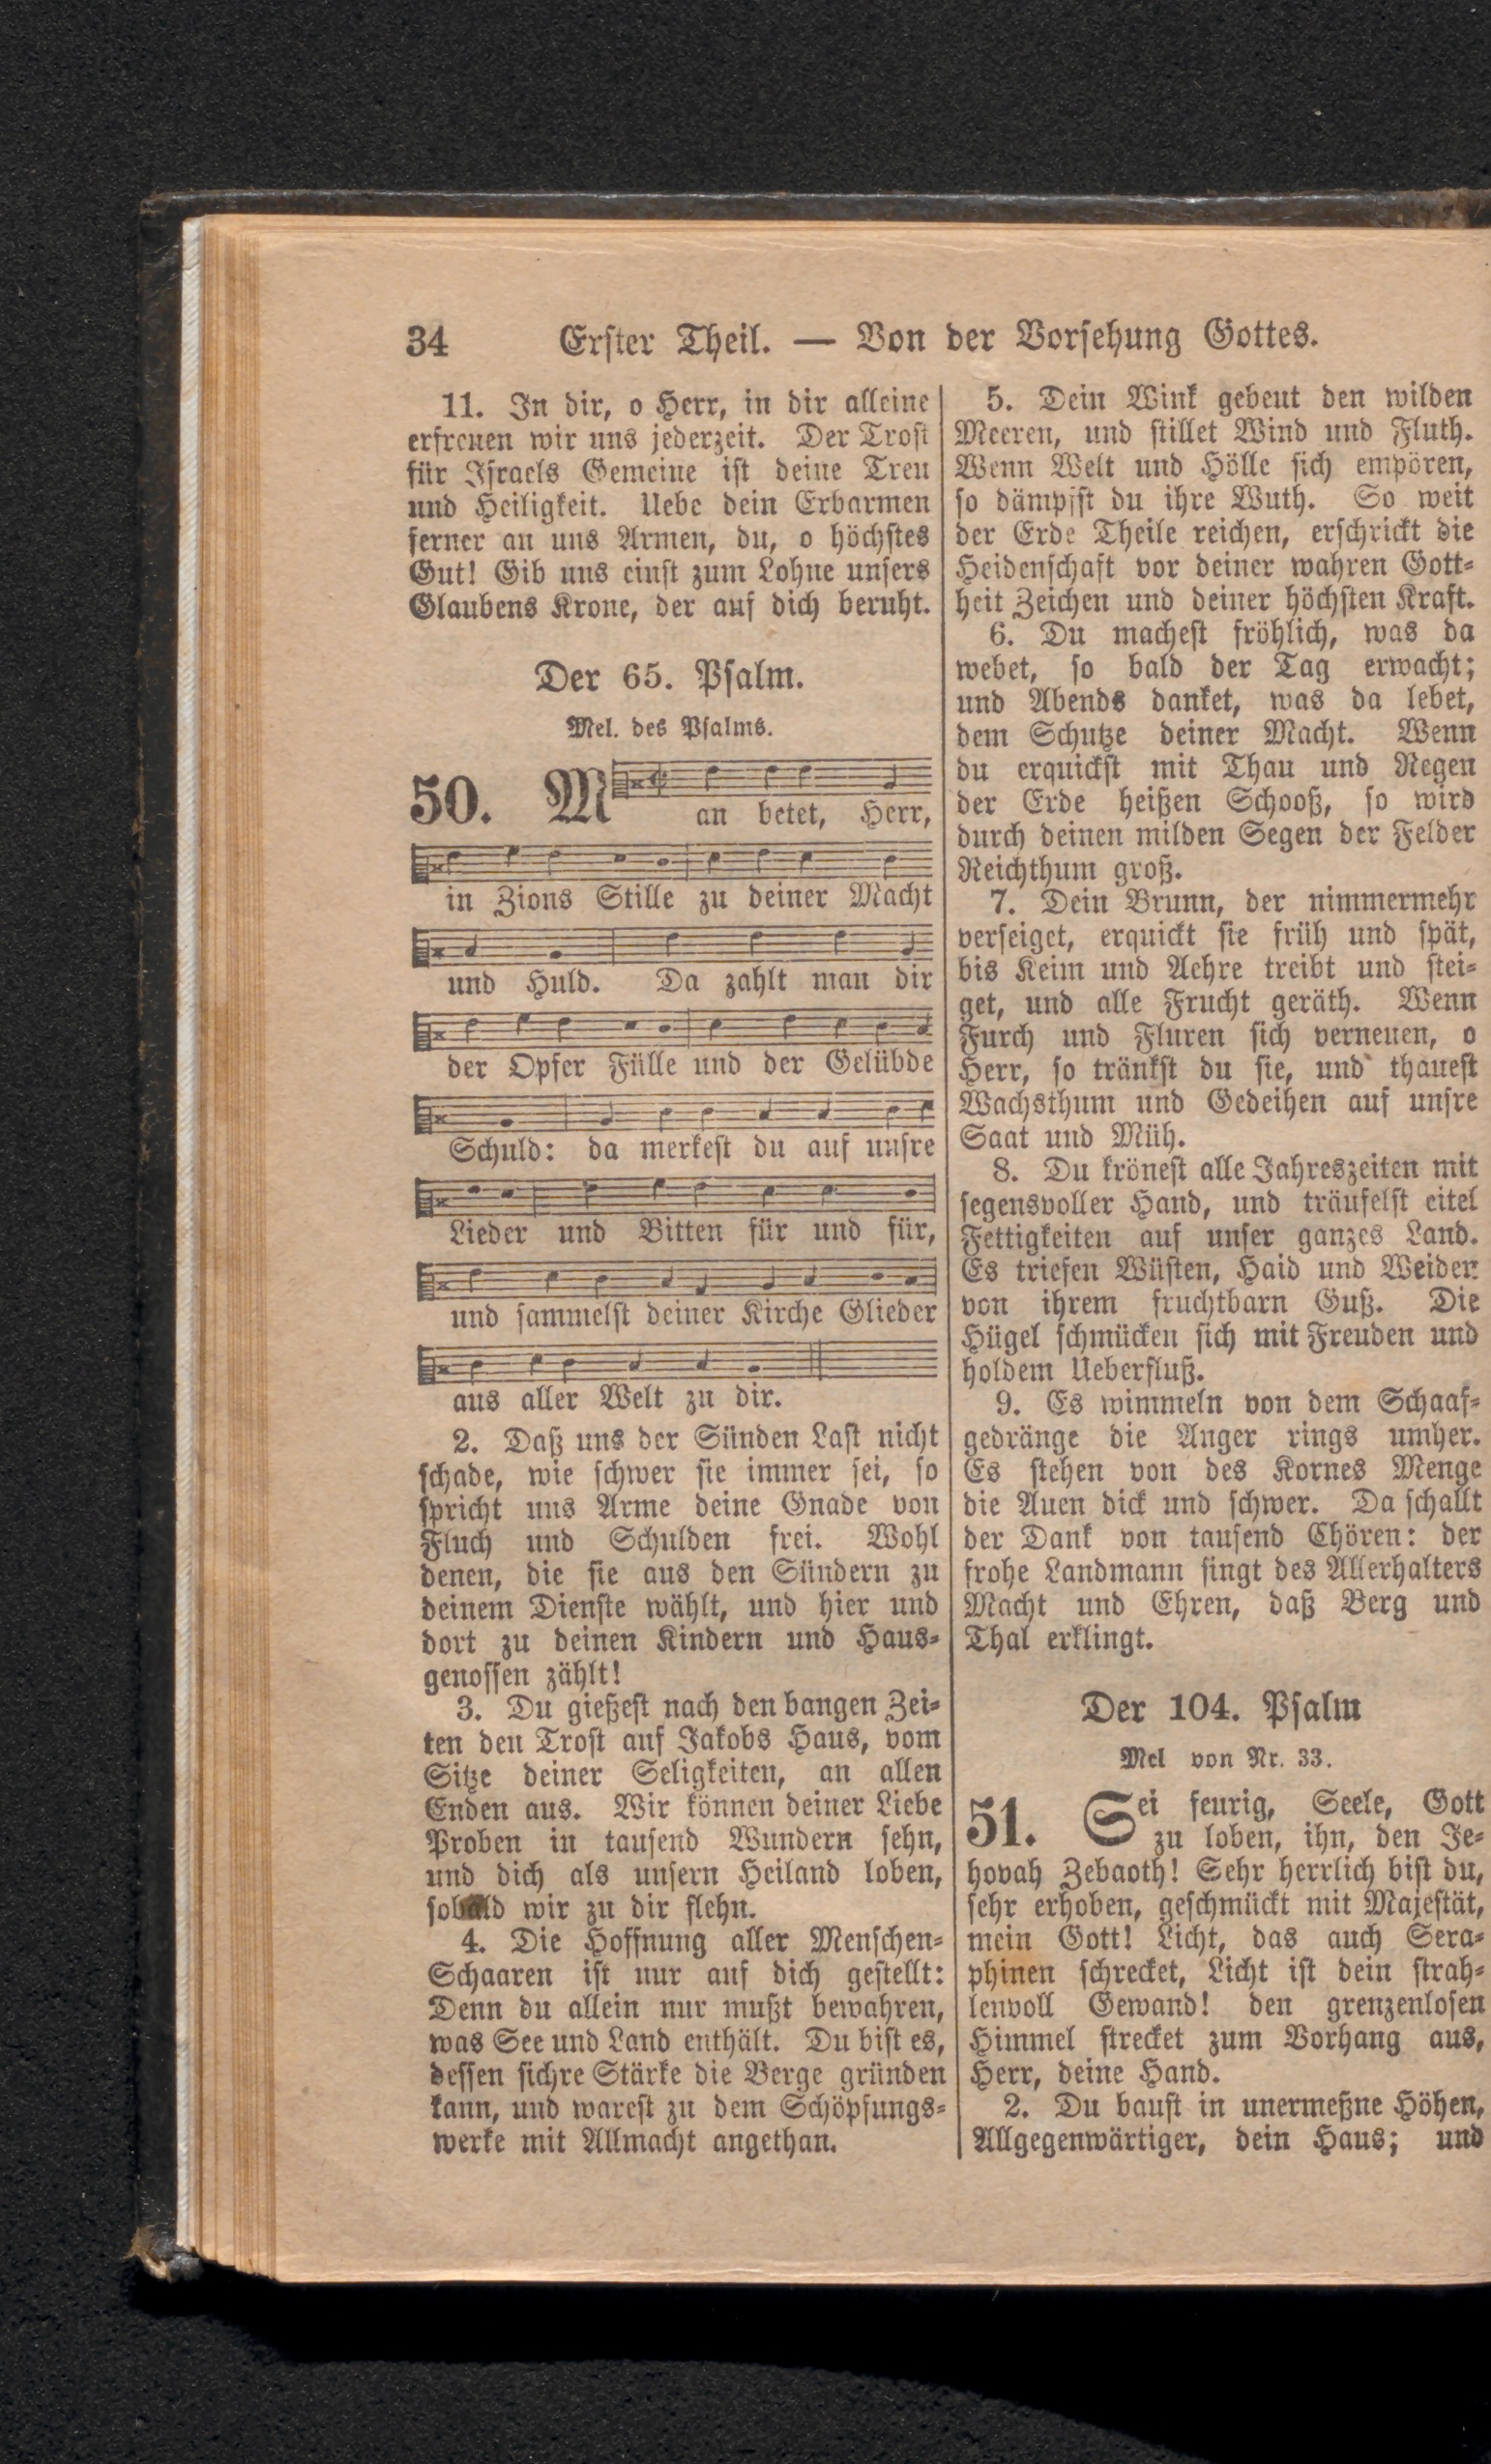 34 Erster Theil. — Von der Vorsehung Gottes.
11. In dir, o Herr, in dir alleine
erfreuen wir uns jederzeit. Der Trost
für Israels Gemeine ist deine Treu
und Heiligkeit. Uebe dein Erbarmen
ferner an uns Armen, du, o höchstes
Gut! Gib uns einst zum Lohne unsers
Glaubens Krone, der auf dich beruht.
Der 65. Psalm.
Mel. des Psalms.
50. Man betet, Herr,
in Zions Stille zu deiner Macht
und Huld. Da zahlt man dir
der Opfer Fülle und der Gelübde
Schuld: da merkest du auf unsre
Lieder und Bitten für und für,
und sammelst deiner Kirche Glieder
aus aller Welt zu dir.
2. Daß uns der Sünden Last nicht
schade, wie schwer sie immer sei, so
spricht uns Arme deine Gnade von
Fluch und Schulden frei. Wohl
denen, die sie aus den Sündern zu
deinem Dienste wählt, und hier und
dort zu deinen Kindern und Haus-
genossen zählt!
3. Du gießest nach den bangen Zei-
ten den Trost auf Jakobs Haus, vom
Sitze deiner Seligkeiten, an allen
Enden aus. Wir können deiner Liebe
Proben in tausend Wundern sehn,
und dich als unsern Heiland loben,
sobald wir zu dir flehn.
4. Die Hoffnung aller Menschen-
Schaaren ist nur auf dich gestellt:
Denn du allein nur mußt bewahren,
was See und Land enthält. Du bist es,
dessen sichre Stärke die Berge gründen
kann, und warest zu dem Schöpfungs-
werke mit Allmacht angethan.
5. Dein Wink gebeut den wilden
Meeren, und stillet Wind und Fluth.
Wenn Welt und Hölle sich empören,
so dämpfst du ihre Wuth. So weit
der Erde Theile reichen, erschrickt die
Heidenschaft vor deiner wahren Gott-
heit Zeichen und deiner höchsten Kraft.
6. Du machest fröhlich, was da
webet, so bald der Tag erwacht;
und Abends danket, was da lebet,
dem Schutze deiner Macht. Wenn
du erquickst mit Thau und Regen
der Erde heißen Schooß, so wird
durch deinen milden Segen der Felder
Reichthum groß.
7. Dein Brunn, der nimmermehr
verseiget, erquickt sie früh und spät,
bis Keim und Aehre treibt und stei-
get, und alle Frucht geräth. Wenn
Furch und Fluren sich verneuen, o
Herr, so tränkst du sie, und thauest
Wachsthum und Gedeihen auf unsre
Saat und Müh.
8. Du krönest alle Jahreszeiten mit
segensvoller Hand, und träufelst eitel
Fettigkeiten auf unser ganzes Land.
Es triefen Wüsten, Haid und Weiden
von ihrem fruchtbarn Guß. Die
Hügel schmücken sich mit Freuden und
holdem Ueberfluß.
9. Es wimmeln von dem Schaaf-
gedränge die Anger rings umher.
Es stehen von des Kornes Menge
die Auen dick und schwer. Da schallt
der Dank von tausend Chören: der
frohe Landmann singt des Allerhalters
Macht und Ehren, daß Berg und
Thal erklingt.
Der 104. Psalm
Mel von Nr. 33.
51. Sei feurig, Seele, Gott
zu loben, ihn, den Je-
hovah Zebaoth! Sehr herrlich bist du,
sehr erhoben, geschmückt mit Majestät,
mein Gott! Licht, das auch Sera-
phinen schrecket, Licht ist dein strah-
lenvoll Gewand! den grenzenlosen
Himmel strecket zum Vorhang aus,
Herr, deine Hand.
2. Du baust in unermeßne Höhen,
Allgegenwärtiger, dein Haus; und